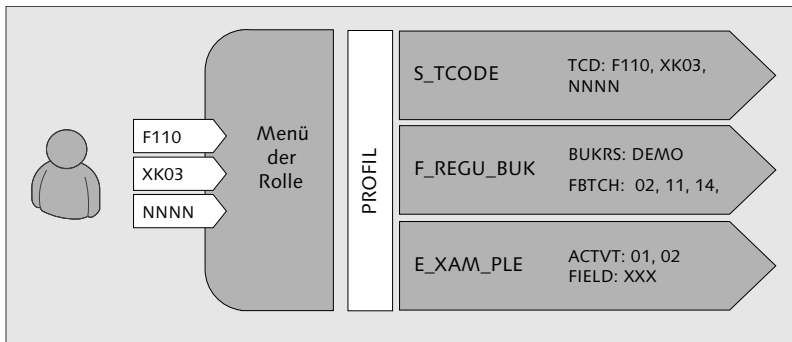 F110
XK03
NNNN
Menü
der
Rolle
PROFIL
S_TCODE
TCD: F110, XK03,
NNNN
F_REGU_BUK
BUKRS: DEMO
FBTCH: 02, 11, 14,
E_XAM_PLE
ACTVT: 01, 02
FIELD: XXX